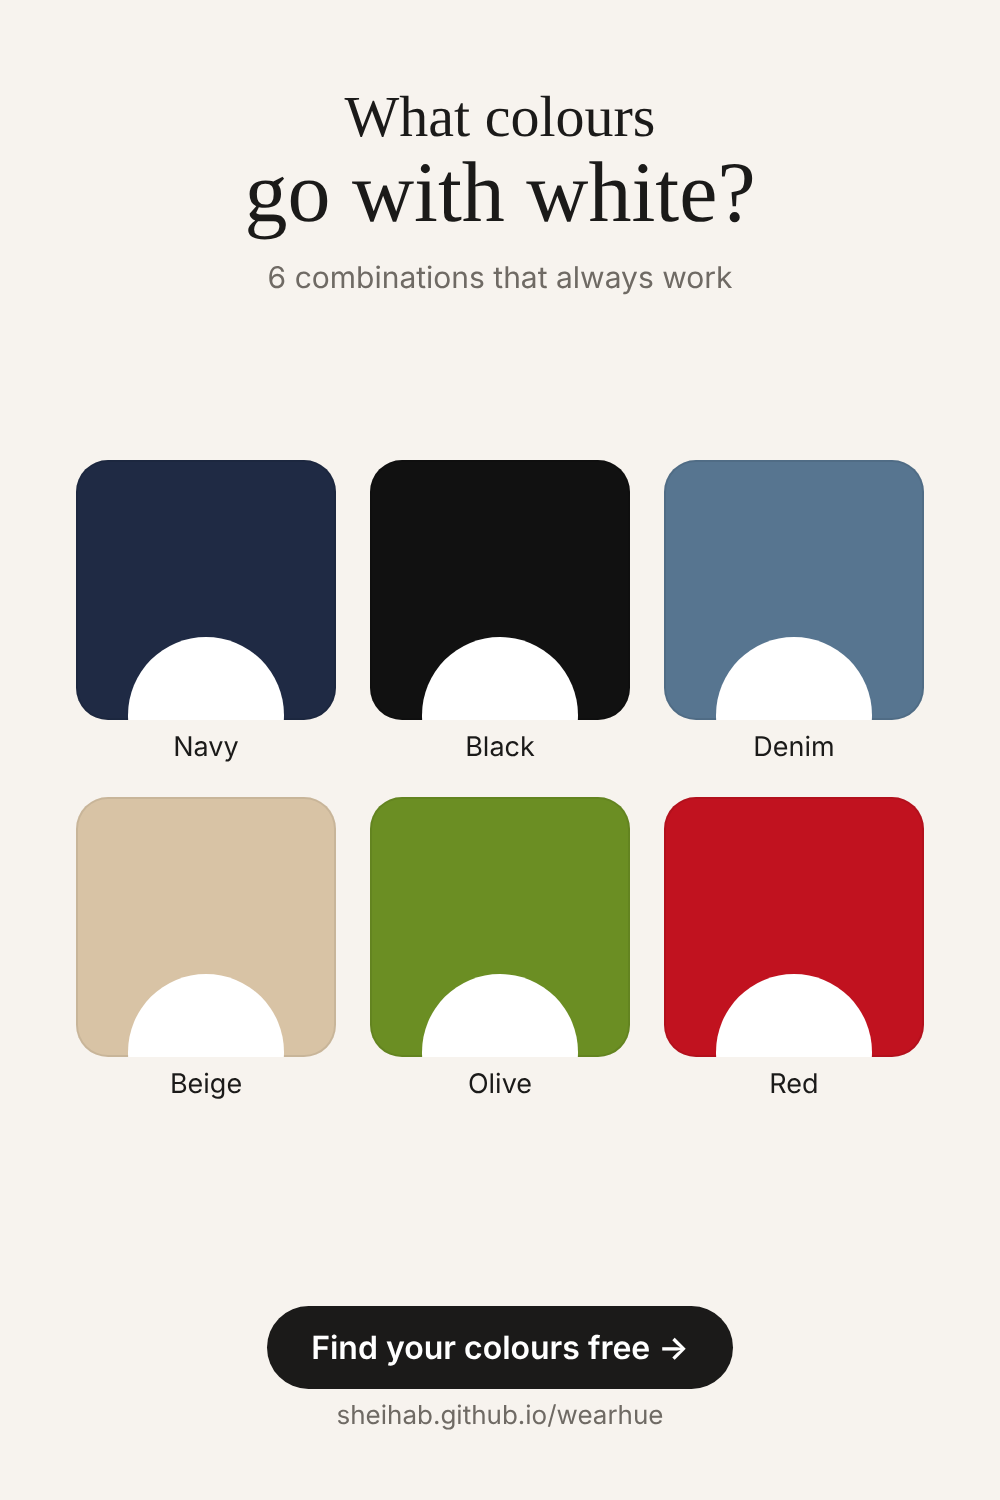 What colours
go with white?
6 combinations that always work
Navy
Black
Denim
Beige
Olive
Red
Find your colours free →
sheihab.github.io/wearhue